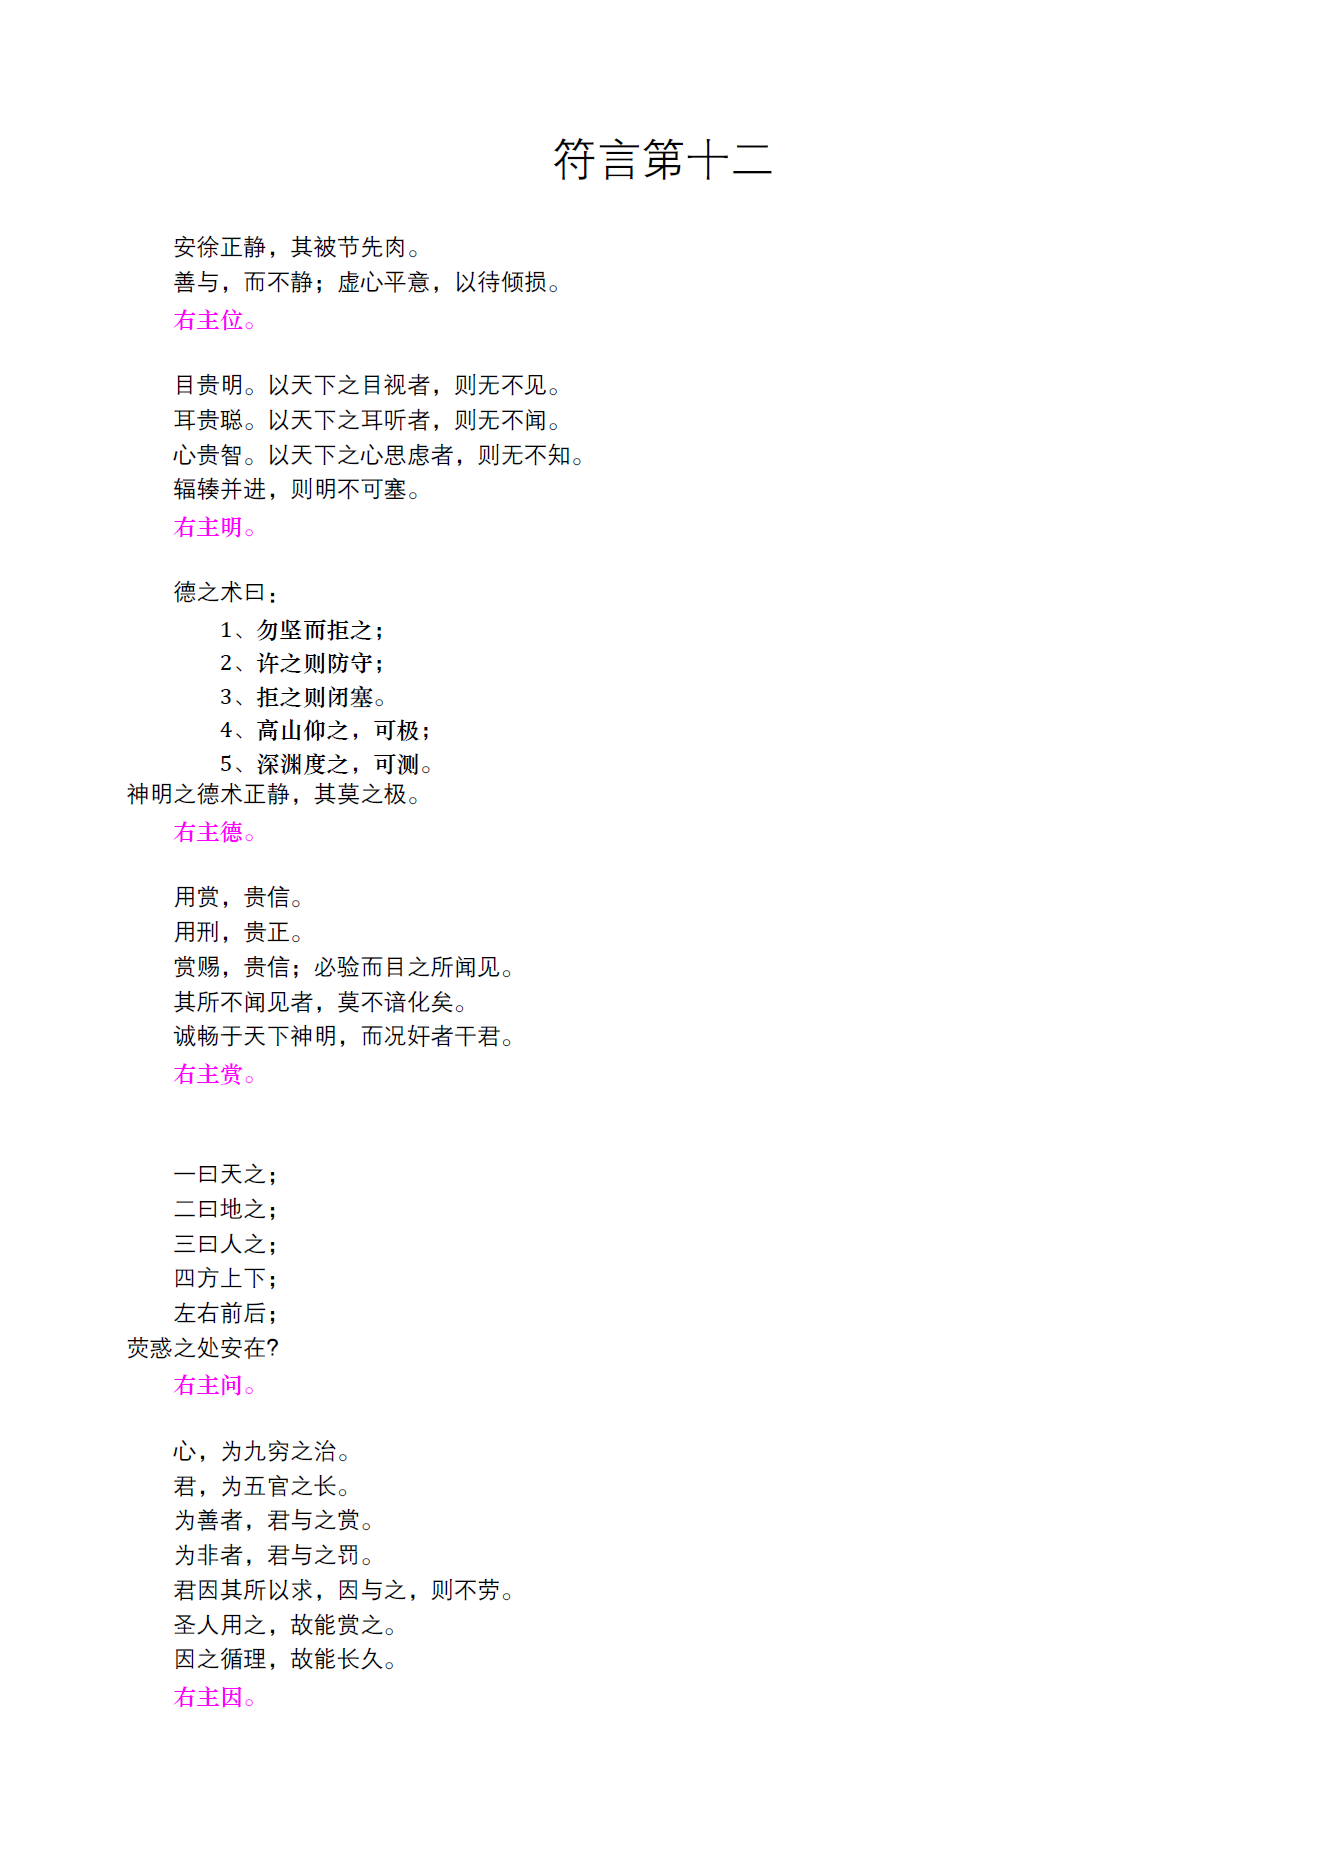 符言第十二
安徐正静，其被节先肉。
善与，而不静；虚心平意，以待倾损。
右主位。
目贵明。以天下之目视者，则无不见。
耳贵聪。以天下之耳听者，则无不闻。
心贵智。以天下之心思虑者，则无不知。
辐辏并进，则明不可塞。
右主明。
德之术曰：
1、勿坚而拒之；
2、许之则防守；
3、拒之则闭塞。
4、高山仰之，可极；
5、深渊度之，可测。
神明之德术正静，其莫之极。
右主德。
用赏，贵信。
用刑，贵正。
赏赐，贵信；必验而目之所闻见。
其所不闻见者，莫不谙化矣。
诚畅于天下神明，而况奸者干君。
右主赏。
一曰天之；
二曰地之；
三曰人之；
四方上下；
左右前后；
荧惑之处安在?
右主问。
心，为九穷之治。
君，为五官之长。
为善者，君与之赏。
为非者，君与之罚。
君因其所以求，因与之，则不劳。
圣人用之，故能赏之。
因之循理，故能长久。
右主因。